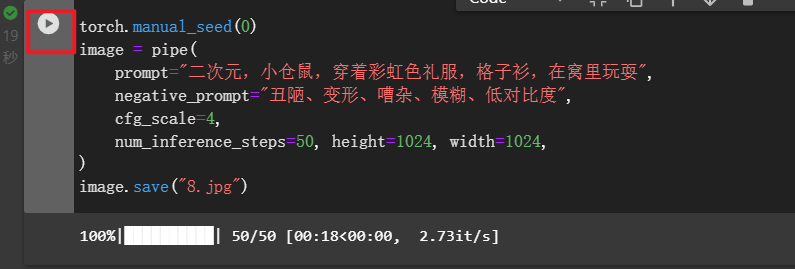 Code
torch.manual_seed(0)
19
image = pipe(
秒
prompt="二次元，小仓鼠，穿着彩虹色礼服，格子衫，在窝里玩耍",
negative_prompt="丑陋、变形、嘈杂、模糊、低对比度",
cfg_scale=4,
num_inference_steps=50, height=1024, width=1024,
)
image.save("8.jpg")
100%|██████████| 50/50 [00:18<00:00,  2.73it/s]